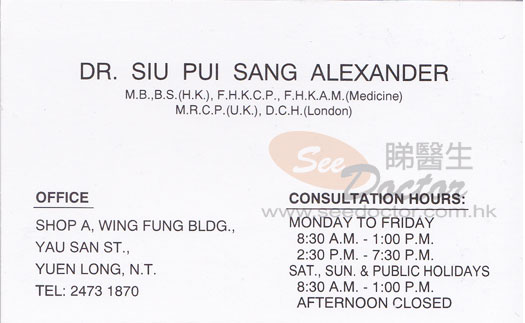 DR. SIU PUI SANG ALEXANDER
M.B.,B.S.(H.K.), F.H.K.C.P., F.H.K.A.M.(Medicine)
M.R.C.P.(U.K.), D.C.H.(London)
See 睇醫生
Doctor
www.seedoctor.com.hk
OFFICE
SHOP A, WING FUNG BLDG.,
YAU SAN ST.,
YUEN LONG, N.T.
TEL: 2473 1870
CONSULTATION HOURS:
MONDAY TO FRIDAY
8:30 A.M. - 1:00 P.M.
2:30 P.M. - 7:30 P.M.
SAT., SUN. & PUBLIC HOLIDAYS
8:30 A.M. - 1:00 P.M.
AFTERNOON CLOSED